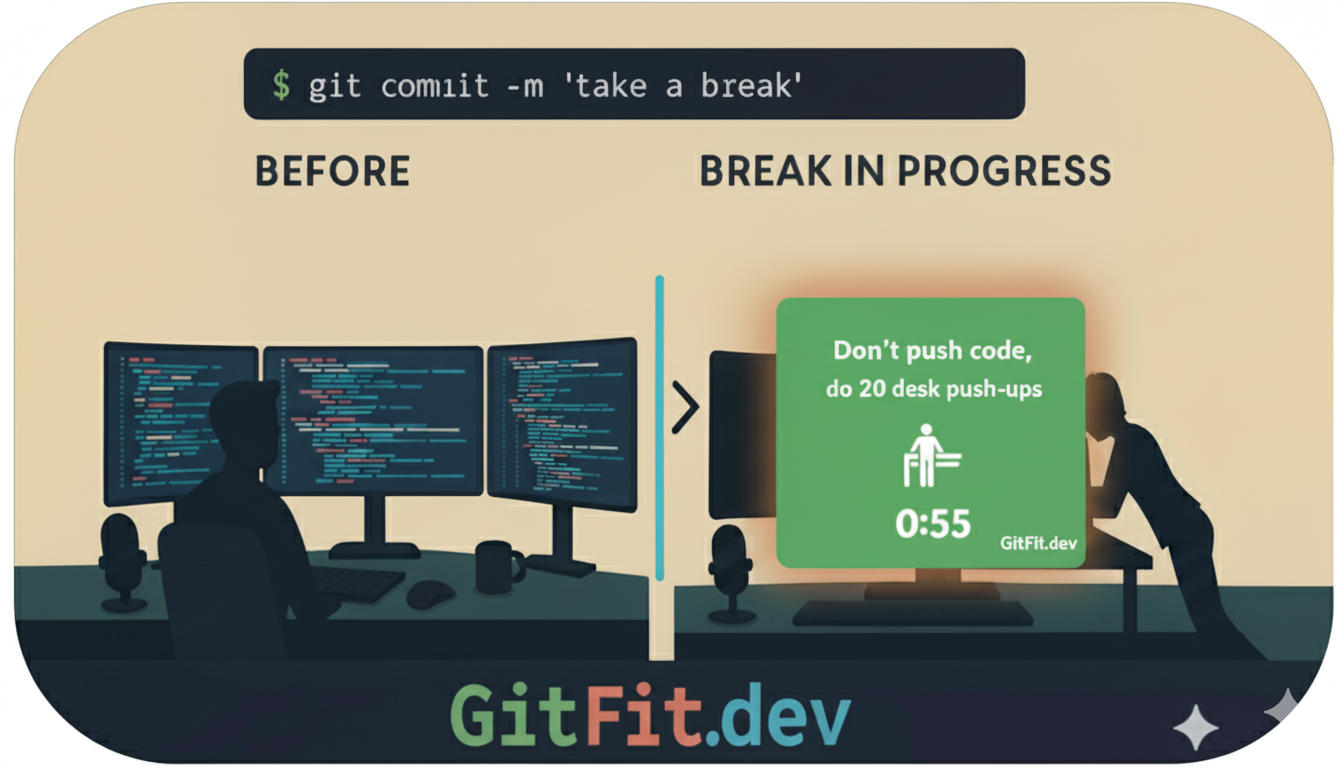 $ git comıit -m 'take a break'
BEFORE
BREAK IN PROGRESS
Don't push code,
do 20 desk push-ups
0:55
GitFit.dev
GitFit.dev